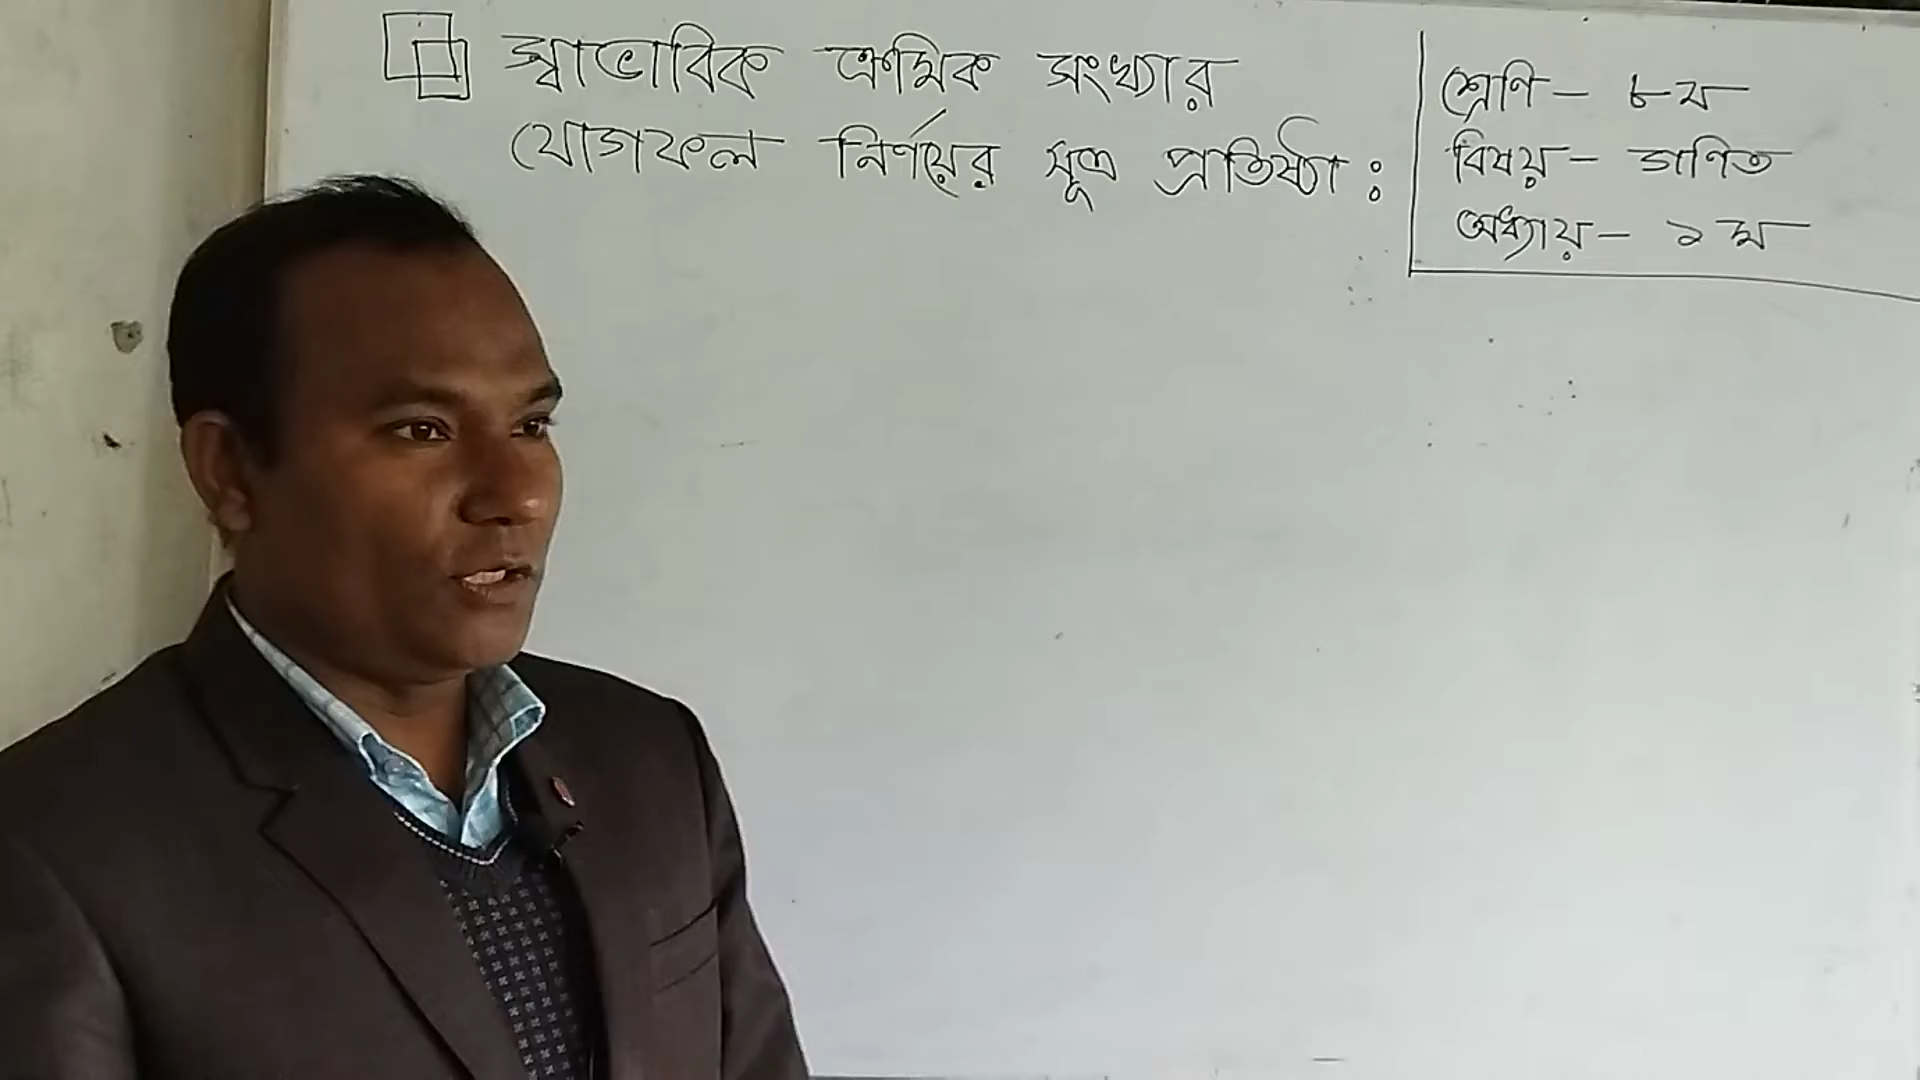 স্বাভাবিক ক্রমিক সংখ্যার
যোগফল নির্ণয়ের সূত্র প্রতিষ্ঠা :
শ্রেণি - ৮ম
বিষয় - গণিত
অধ্যায় - ১ম